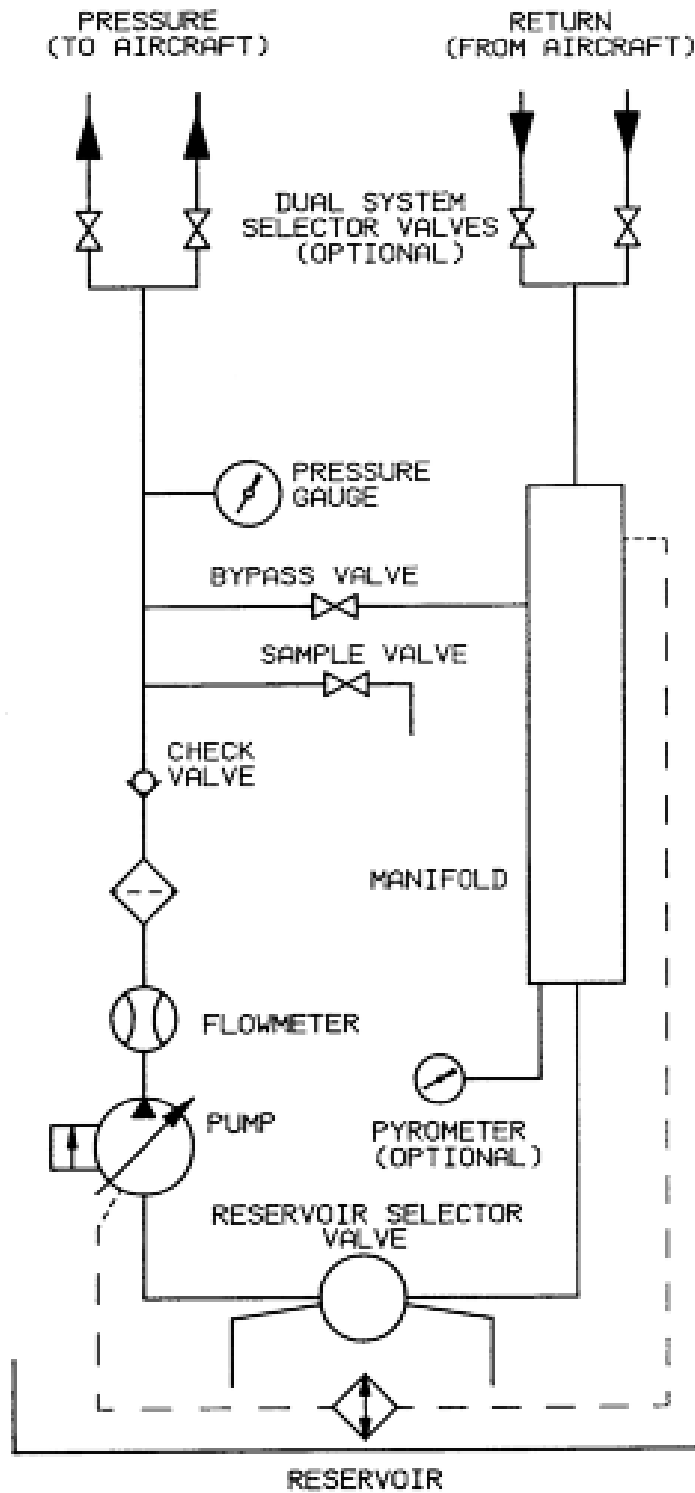 PRESSURE
(TO AIRCRAFT)
RETURN
(FROM AIRCRAFT)
DUAL SYSTEM
SELECTOR VALVES
(OPTIONAL)
PRESSURE
GAUGE
BYPASS VALVE
SAMPLE VALVE
CHECK
VALVE
MANIFOLD
FLOWMETER
PUMP
PYROMETER
(OPTIONAL)
RESERVOIR SELECTOR
VALVE
RESERVOIR